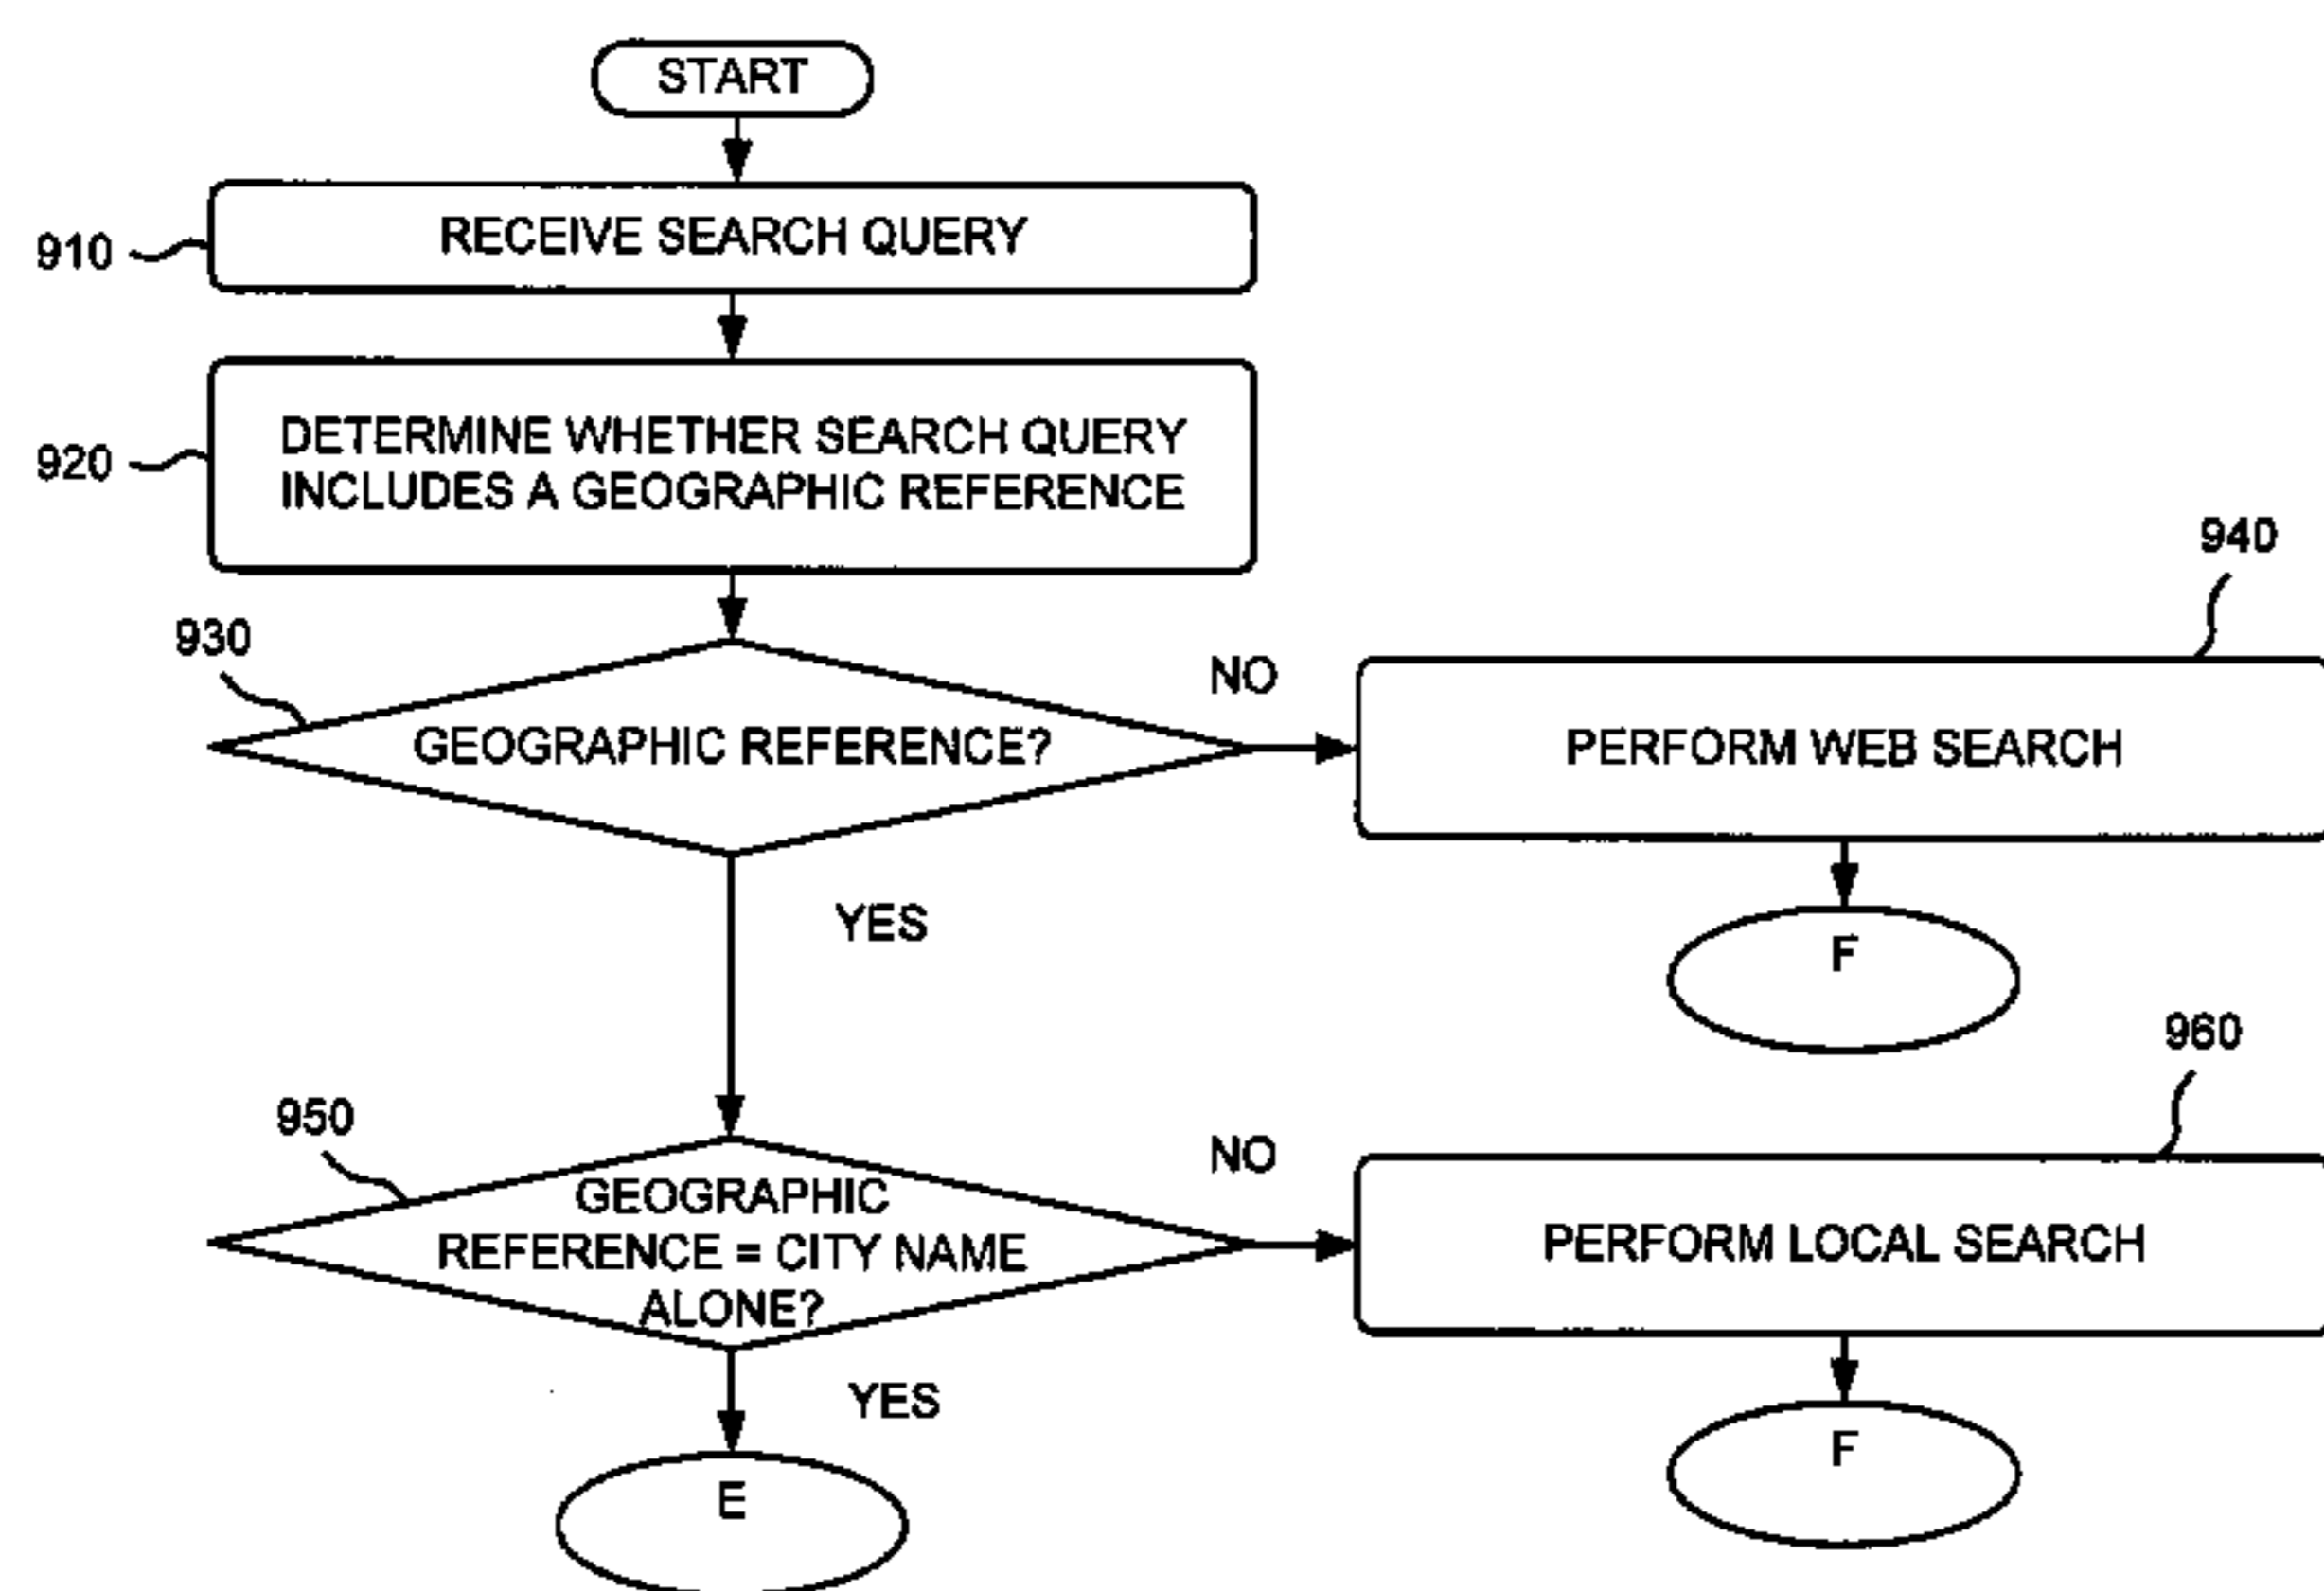 START
910
RECEIVE SEARCH QUERY
920
DETERMINE WHETHER SEARCH QUERY
INCLUDES A GEOGRAPHIC REFERENCE
930
GEOGRAPHIC REFERENCE?
NO
940
PERFORM WEB SEARCH
F
YES
950
GEOGRAPHIC
REFERENCE = CITY NAME
ALONE?
NO
960
PERFORM LOCAL SEARCH
F
YES
E